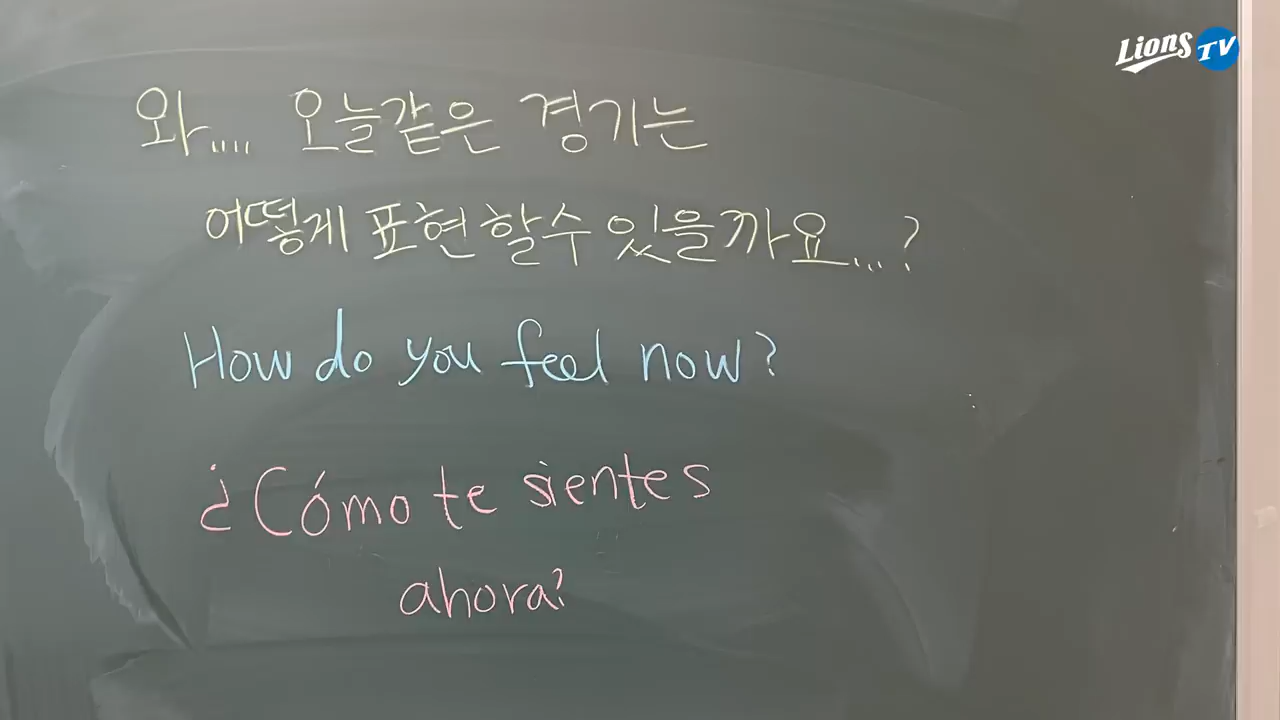 Lions TV
와.... 오늘같은 경기는
어떻게 표현 할수 있을까요...?
How do you feel now?
¿Cómo te sientes
ahora?